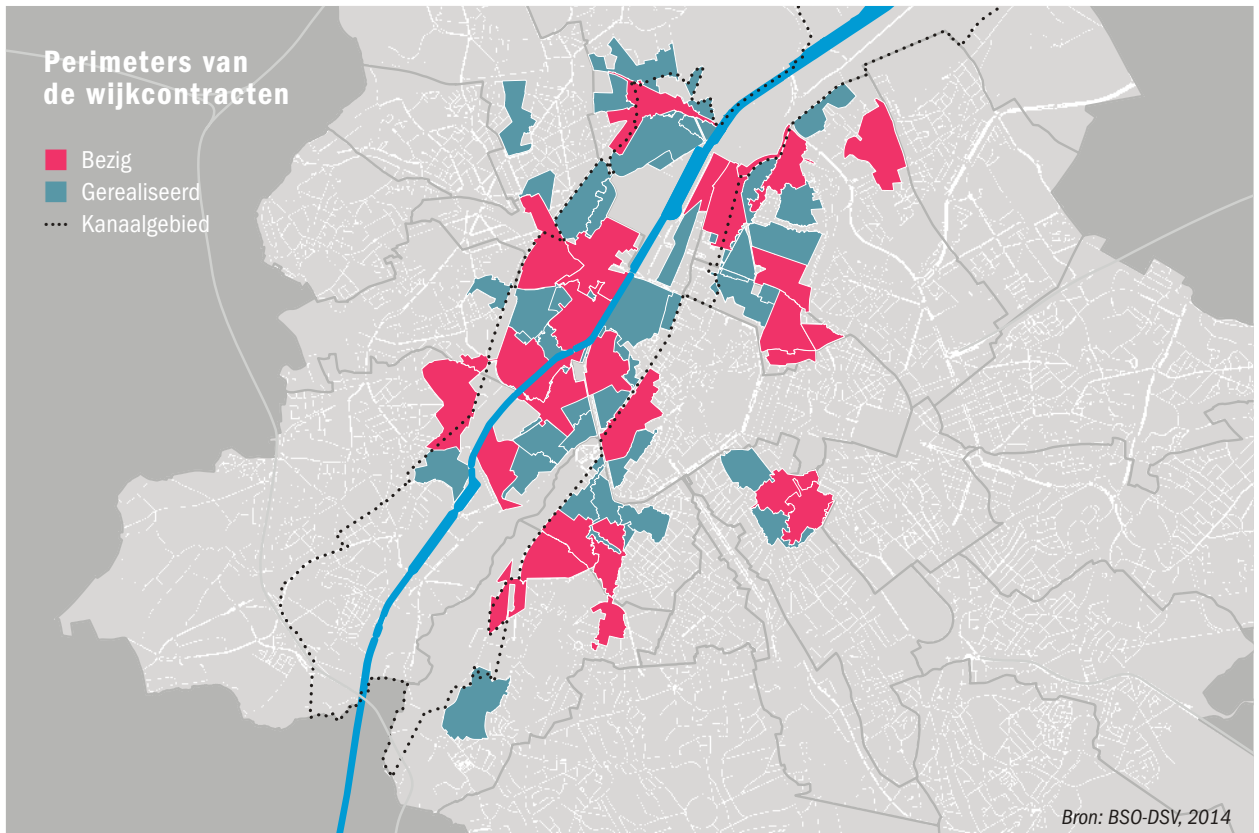 Perimeters van
de wijkcontracten
Bezig
Gerealiseerd
Kanaalgebied
Bron: BSO-DSV, 2014